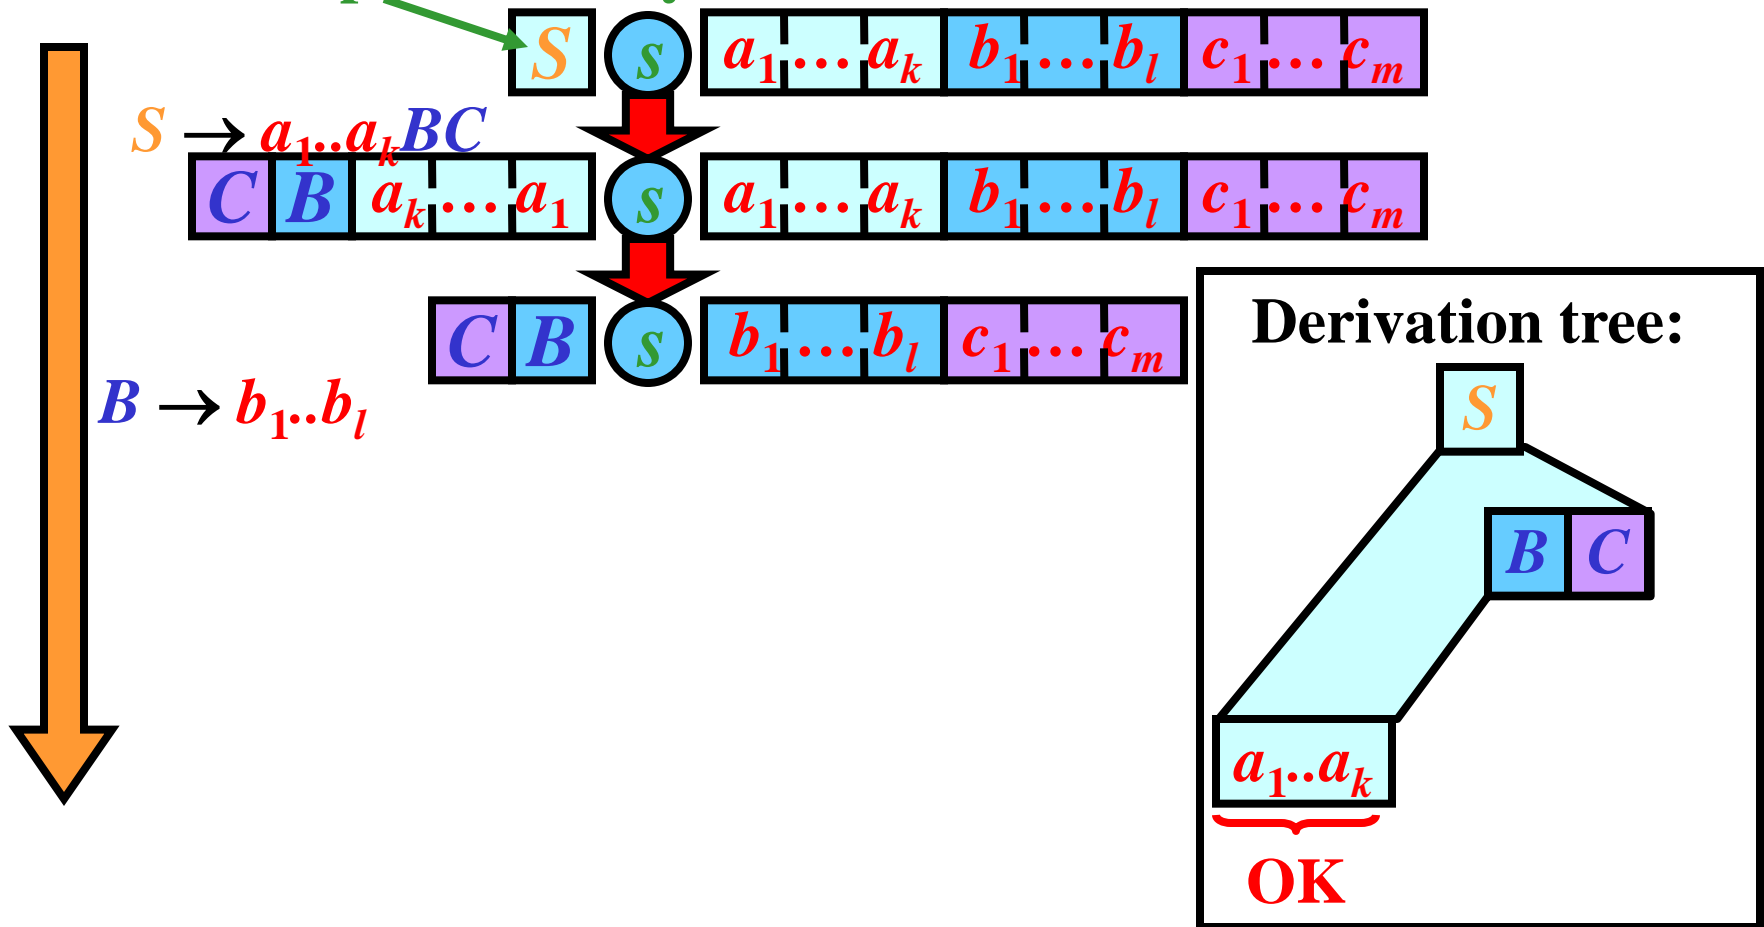 S s a₁ … aₖ b₁ … bₗ c₁ … cₘ
S → a₁..aₖBC
C B aₖ … a₁ s a₁ … aₖ b₁ … bₗ c₁ … cₘ
C B s b₁ … bₗ c₁ … cₘ
B → b₁..bₗ
Derivation tree:
S
B C
a₁..aₖ
OK